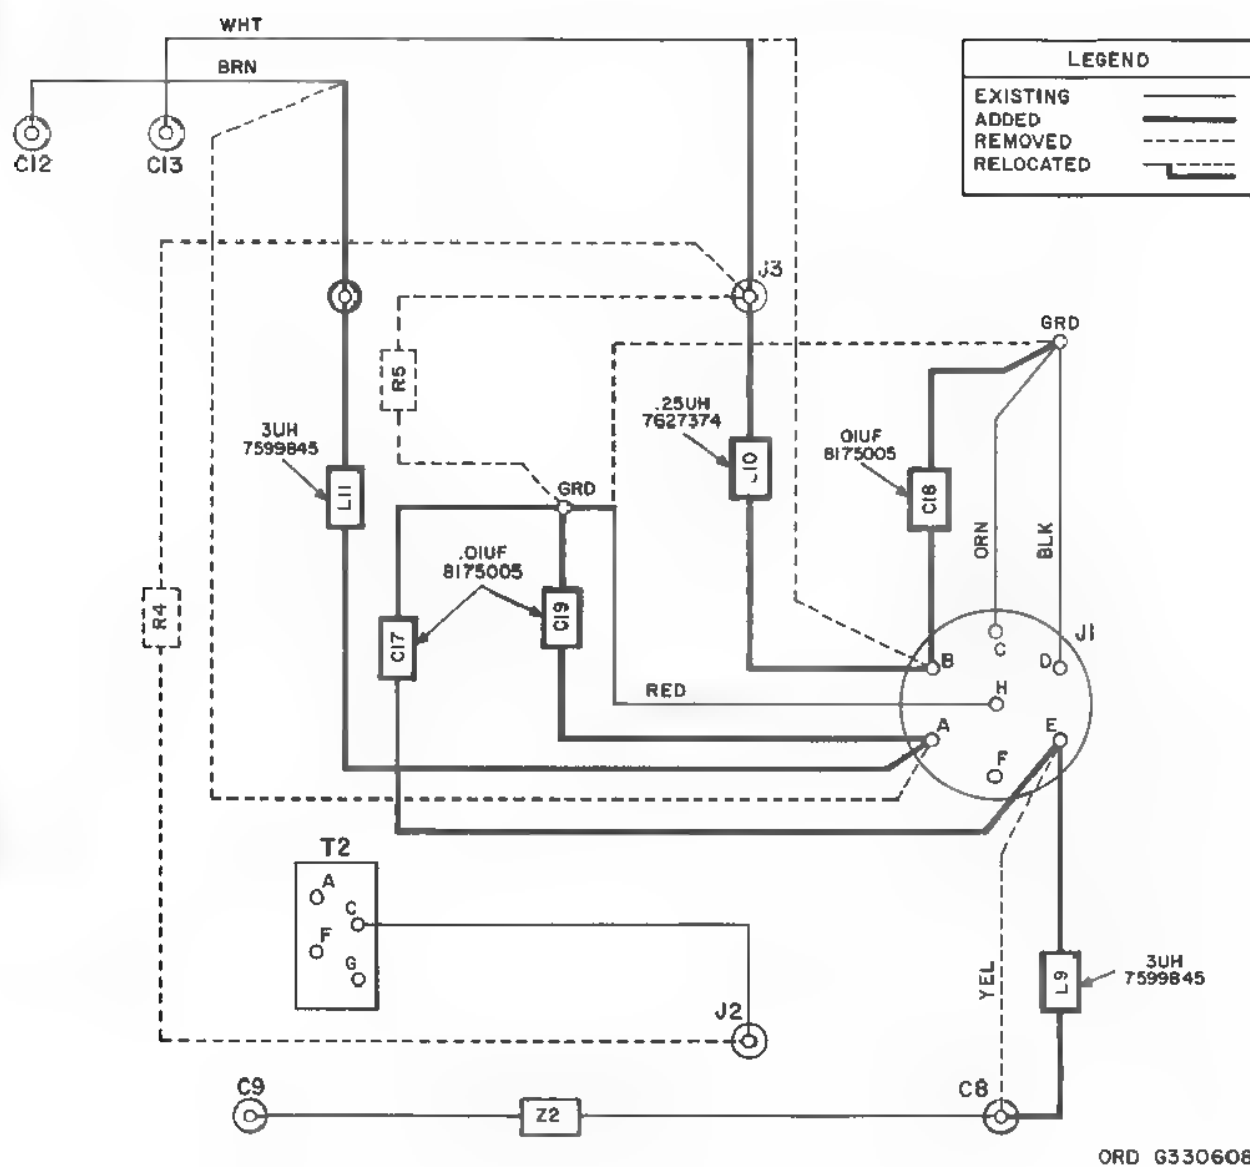 WHT
BRN
C12
C13
LEGEND
EXISTING
ADDED
REMOVED
RELOCATED
J3
GRD
R5
.25UH
7627374
3UH
7599845
.01UF
8175005
L10
C18
L11
GRD
ORN
BLK
.01UF
8175005
R4
C19
C17
J1
C
B
D
H
RED
A
E
F
T2
A
C
F
G
YEL
L9
3UH
7599845
J2
C9
C8
Z2
ORD G330608